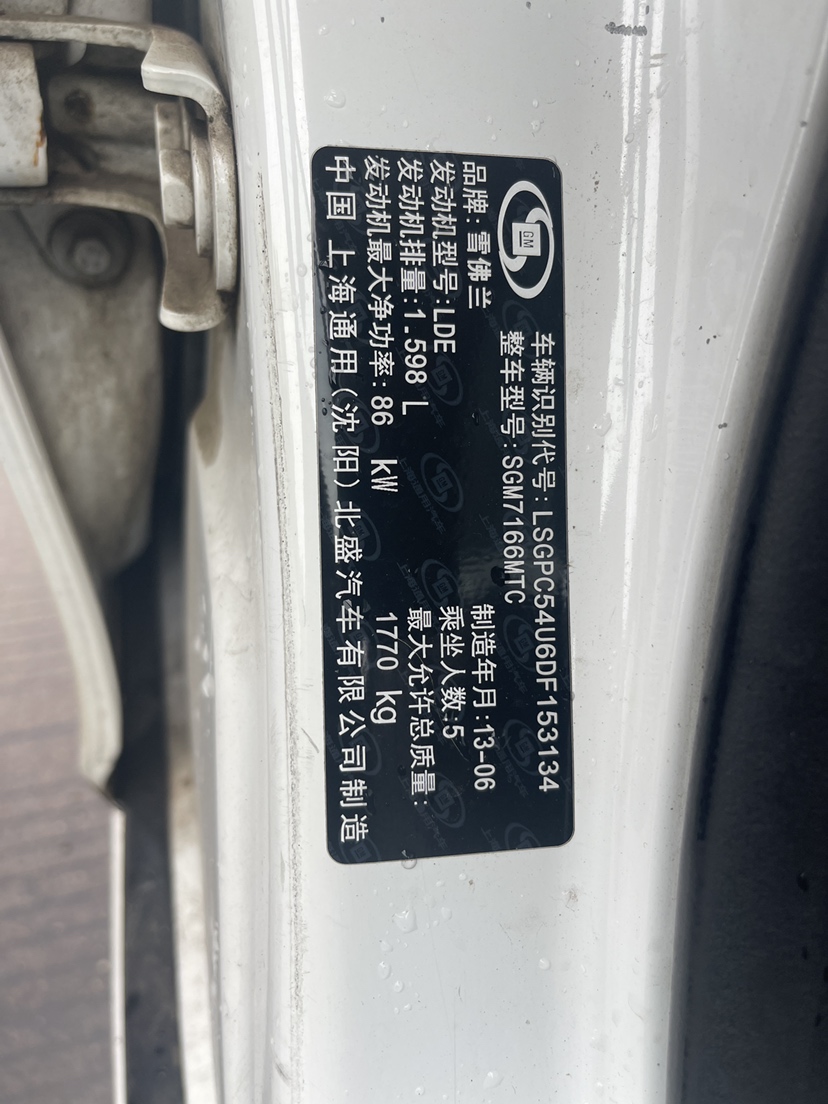 GM
车辆识别代号:LSGPC54U6DF153134
整车型号:SGM7166MTC
品牌:雪佛兰
制造年月:13-06
发动机型号:LDE
乘坐人数:5
发动机排量:1.598 L
最大允许总质量:
发动机最大净功率:86 kW
1770 kg
中国 上海通用(沈阳)北盛汽车有限公司制造